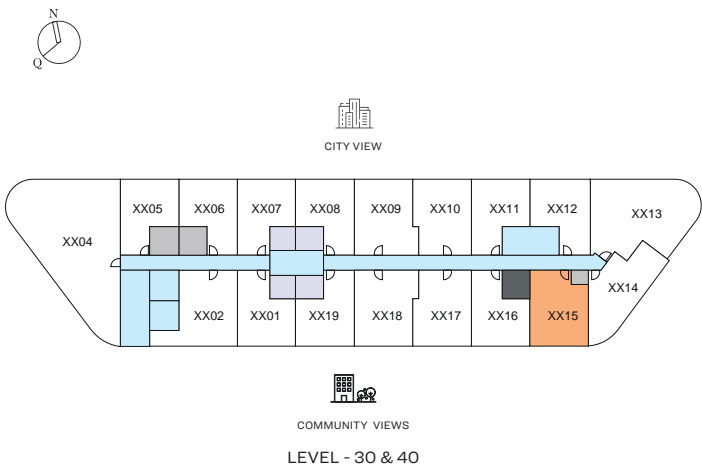 N
Q
CITY VIEW
XX05 XX06 XX07 XX08 XX09 XX10 XX11 XX12
XX13
XX04
XX14
XX02 XX01 XX19 XX18 XX17 XX16 XX15
COMMUNITY VIEWS
LEVEL - 30 & 40